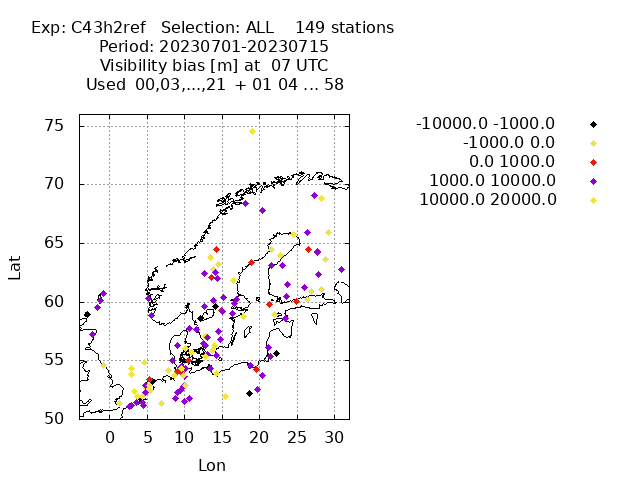 Exp: C43h2ref   Selection: ALL    149 stations
Period: 20230701-20230715
Visibility bias [m] at  07 UTC
Used  00,03,...,21  + 01 04 ... 58
-10000.0 -1000.0
-1000.0 0.0
0.0 1000.0
1000.0 10000.0
10000.0 20000.0
75
70
65
60
55
50
Lat
0 5 10 15 20 25 30
Lon